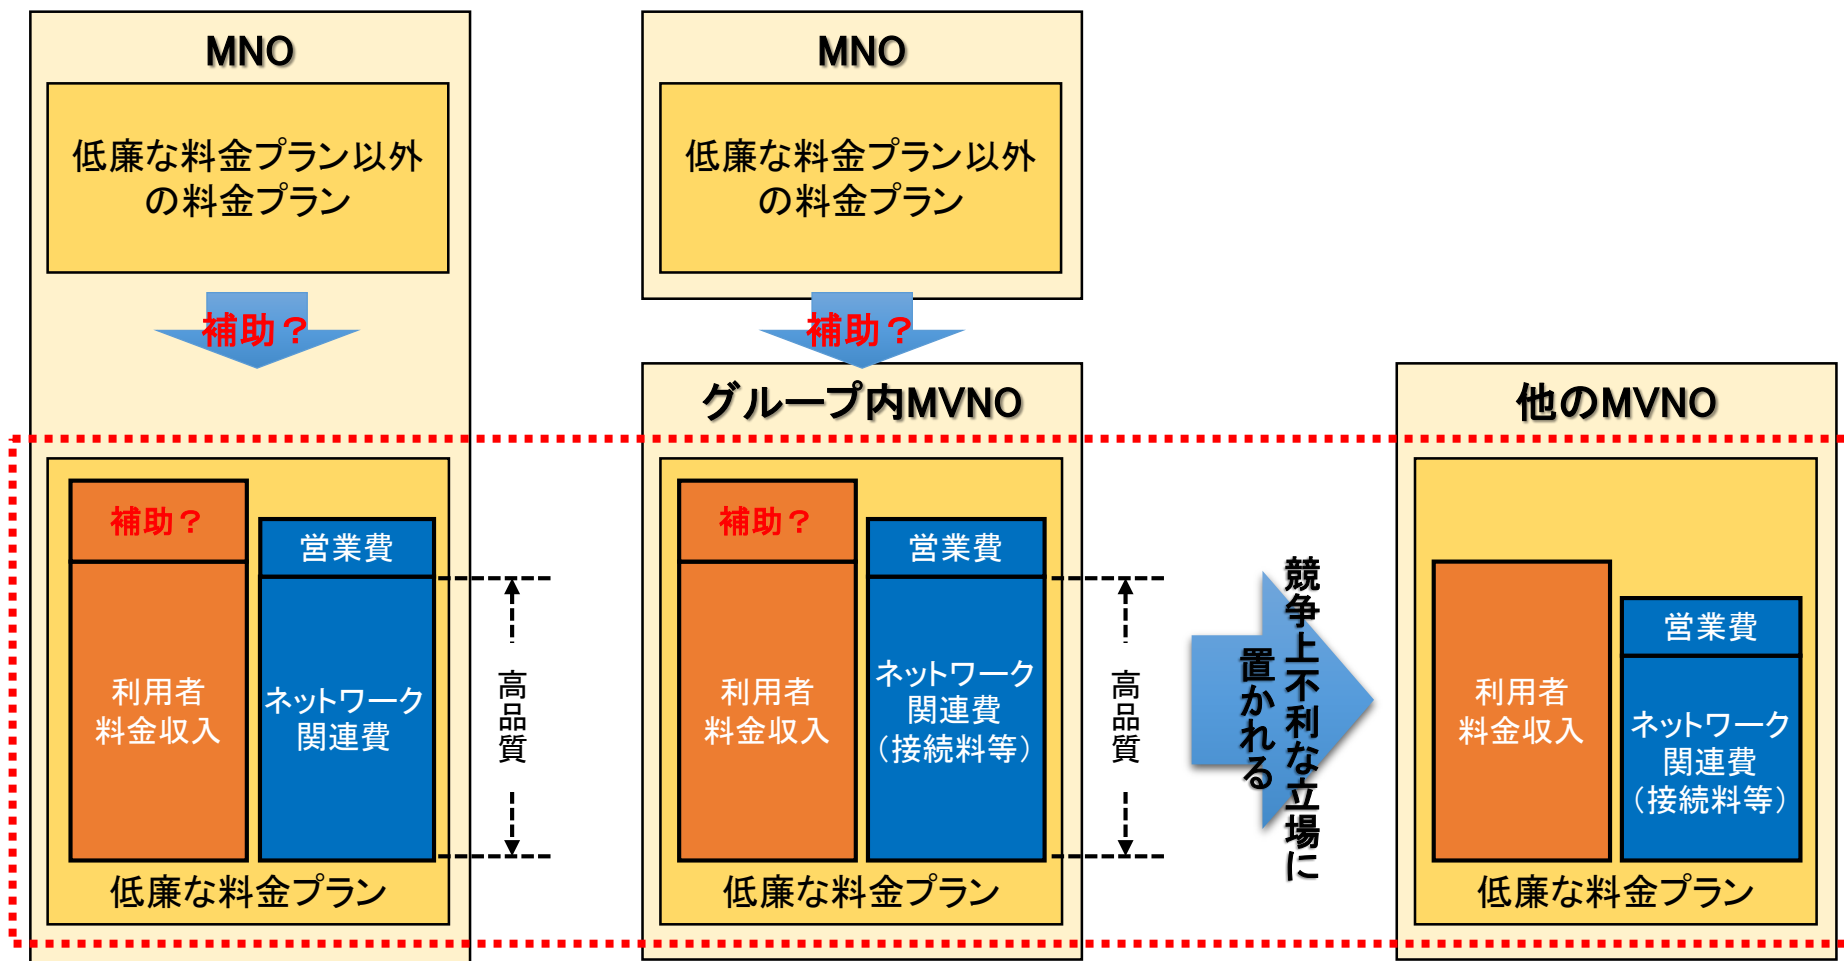 MNO
低廉な料金プラン以外
の料金プラン
補助？
補助？
利用者
料金収入
営業費
ネットワーク
関連費
高品質
低廉な料金プラン
MNO
低廉な料金プラン以外
の料金プラン
補助？
グループ内MVNO
補助？
利用者
料金収入
営業費
ネットワーク
関連費
（接続料等）
高品質
低廉な料金プラン
競争上不利な立場に
置かれる
他のMVNO
利用者
料金収入
営業費
ネットワーク
関連費
（接続料等）
低廉な料金プラン